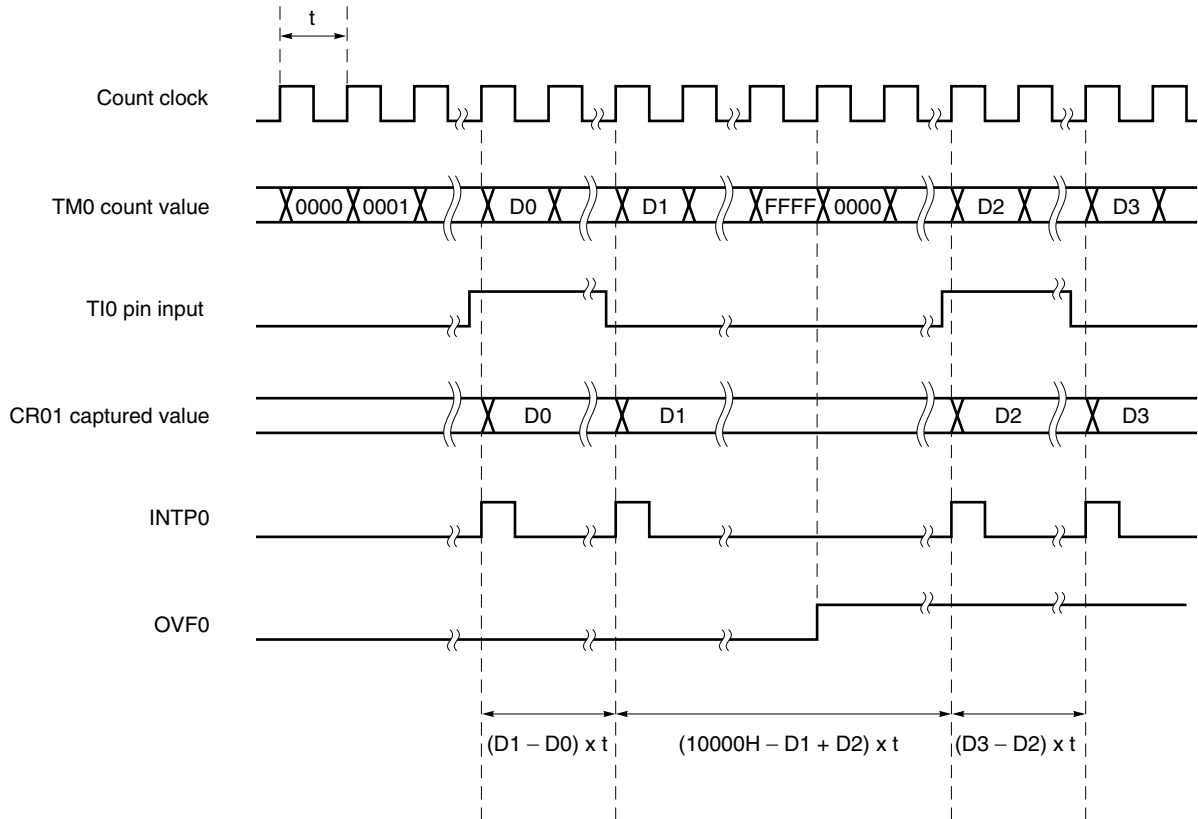 t
Count clock
TM0 count value 0000 0001 D0 D1 FFFF 0000 D2 D3
TI0 pin input
CR01 captured value D0 D1 D2 D3
INTP0
OVF0
(D1 – D0) x t (10000H – D1 + D2) x t (D3 – D2) x t